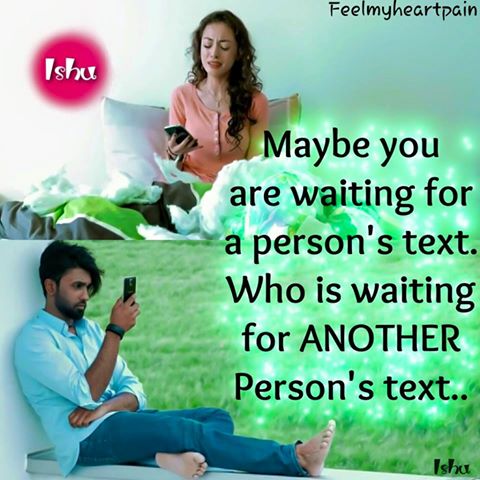 Feelmyheartpain
Ishu
Maybe you
are waiting for
a person's text.
Who is waiting
for ANOTHER
Person's text..
Ishu